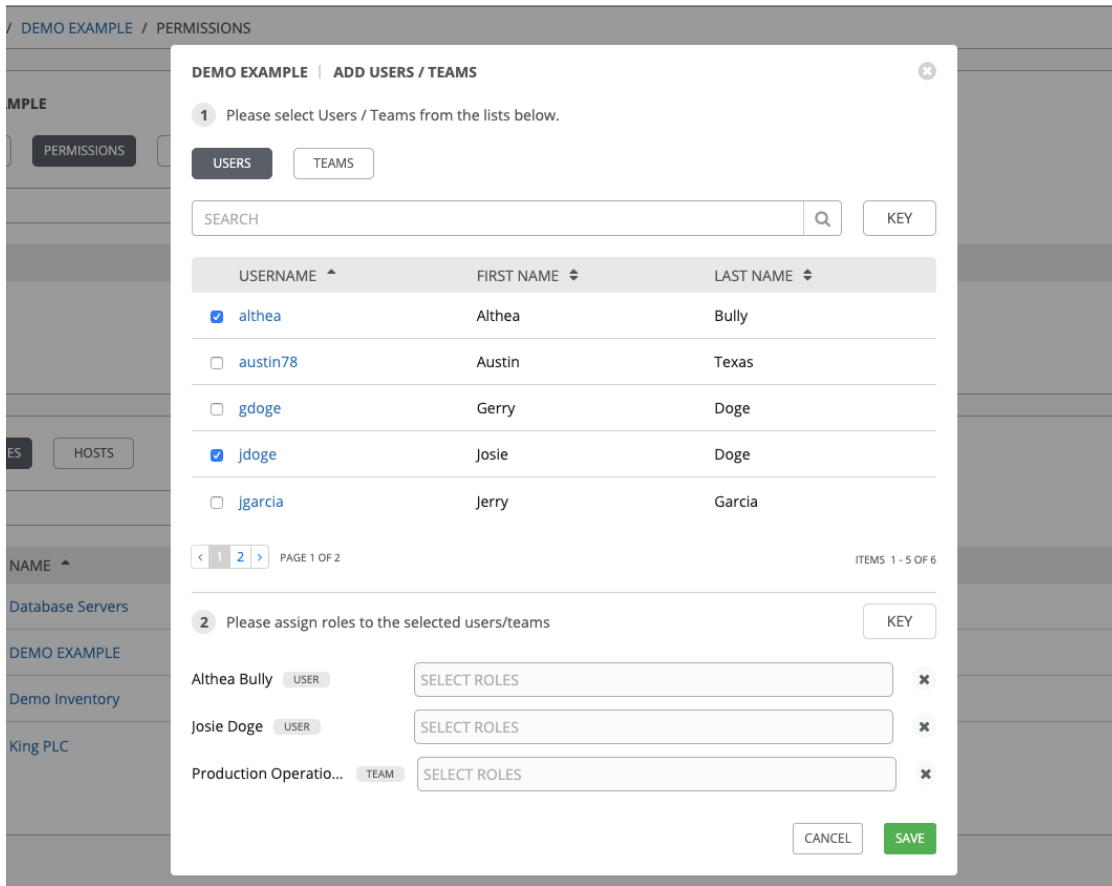 / DEMO EXAMPLE / PERMISSIONS
DEMO EXAMPLE | ADD USERS / TEAMS
1 Please select Users / Teams from the lists below.
USERS TEAMS
SEARCH KEY
USERNAME FIRST NAME LAST NAME
althea Althea Bully
austin78 Austin Texas
gdoge Gerry Doge
jdoge Josie Doge
jgarcia Jerry Garcia
1 2 PAGE 1 OF 2 ITEMS 1 - 5 OF 6
2 Please assign roles to the selected users/teams KEY
Althea Bully USER SELECT ROLES
Josie Doge USER SELECT ROLES
Production Operatio... TEAM SELECT ROLES
CANCEL SAVE
MPLE
PERMISSIONS
ES HOSTS
NAME
Database Servers
DEMO EXAMPLE
Demo Inventory
King PLC